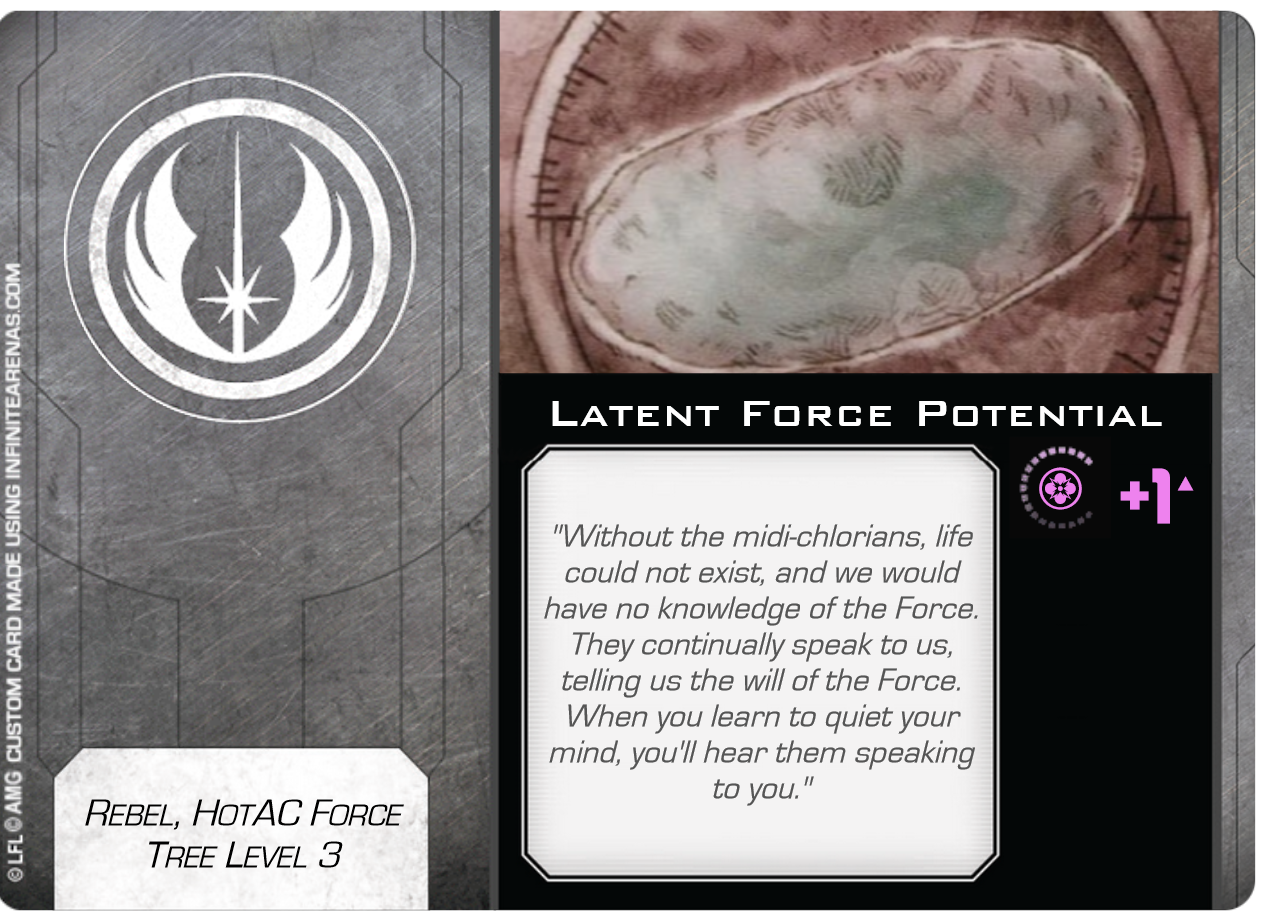 ©LFL ©AMG CUSTOM CARD MADE USING INFINITEARENAS.COM
LATENT FORCE POTENTIAL
+1
"Without the midi-chlorians, life
could not exist, and we would
have no knowledge of the Force.
They continually speak to us,
telling us the will of the Force.
When you learn to quiet your
mind, you'll hear them speaking
to you."
REBEL, HOTAC FORCE
TREE LEVEL 3